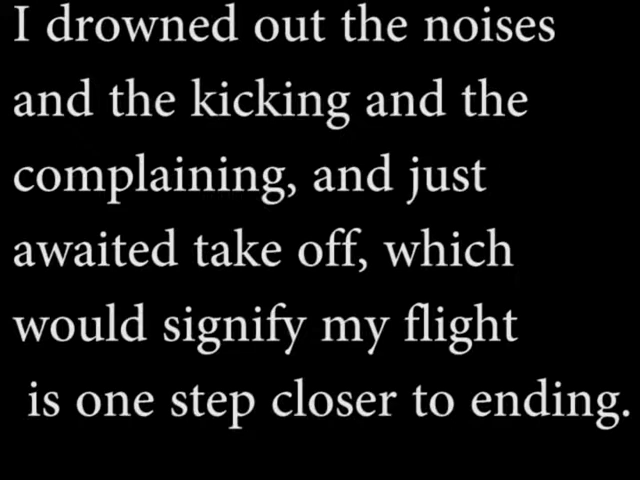 I drowned out the noises
and the kicking and the
complaining, and just
awaited take off, which
would signify my flight
is one step closer to ending.